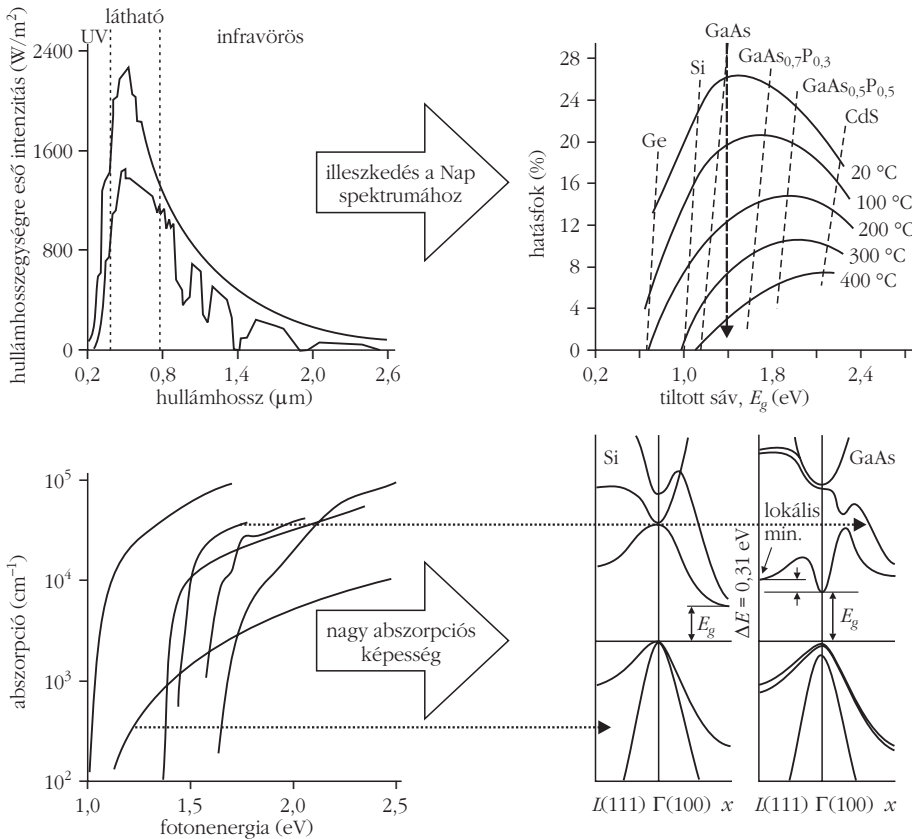 hullámhosszegységre eső intenzitás (W/m²)
2400
1600
800
0
UV
látható
infravörös
0,2
0,8
1,4
2,0
2,6
hullámhossz (μm)
illeszkedés a Nap
spektrumához
hatásfok (%)
28
24
20
16
12
8
4
0
Ge
Si
GaAs
GaAs0,7P0,3
GaAs0,5P0,5
CdS
20 °C
100 °C
200 °C
300 °C
400 °C
0,2
1,0
1,8
2,4
tiltott sáv, Eg (eV)
abszorpció (cm⁻¹)
10⁵
10⁴
10³
10²
1,0
1,5
2,0
2,5
fotonenergia (eV)
nagy abszorpciós
képesség
Si
Eg
L(111) Γ(100) x
ΔE = 0,31 eV
GaAs
lokális
min.
Eg
L(111) Γ(100) x